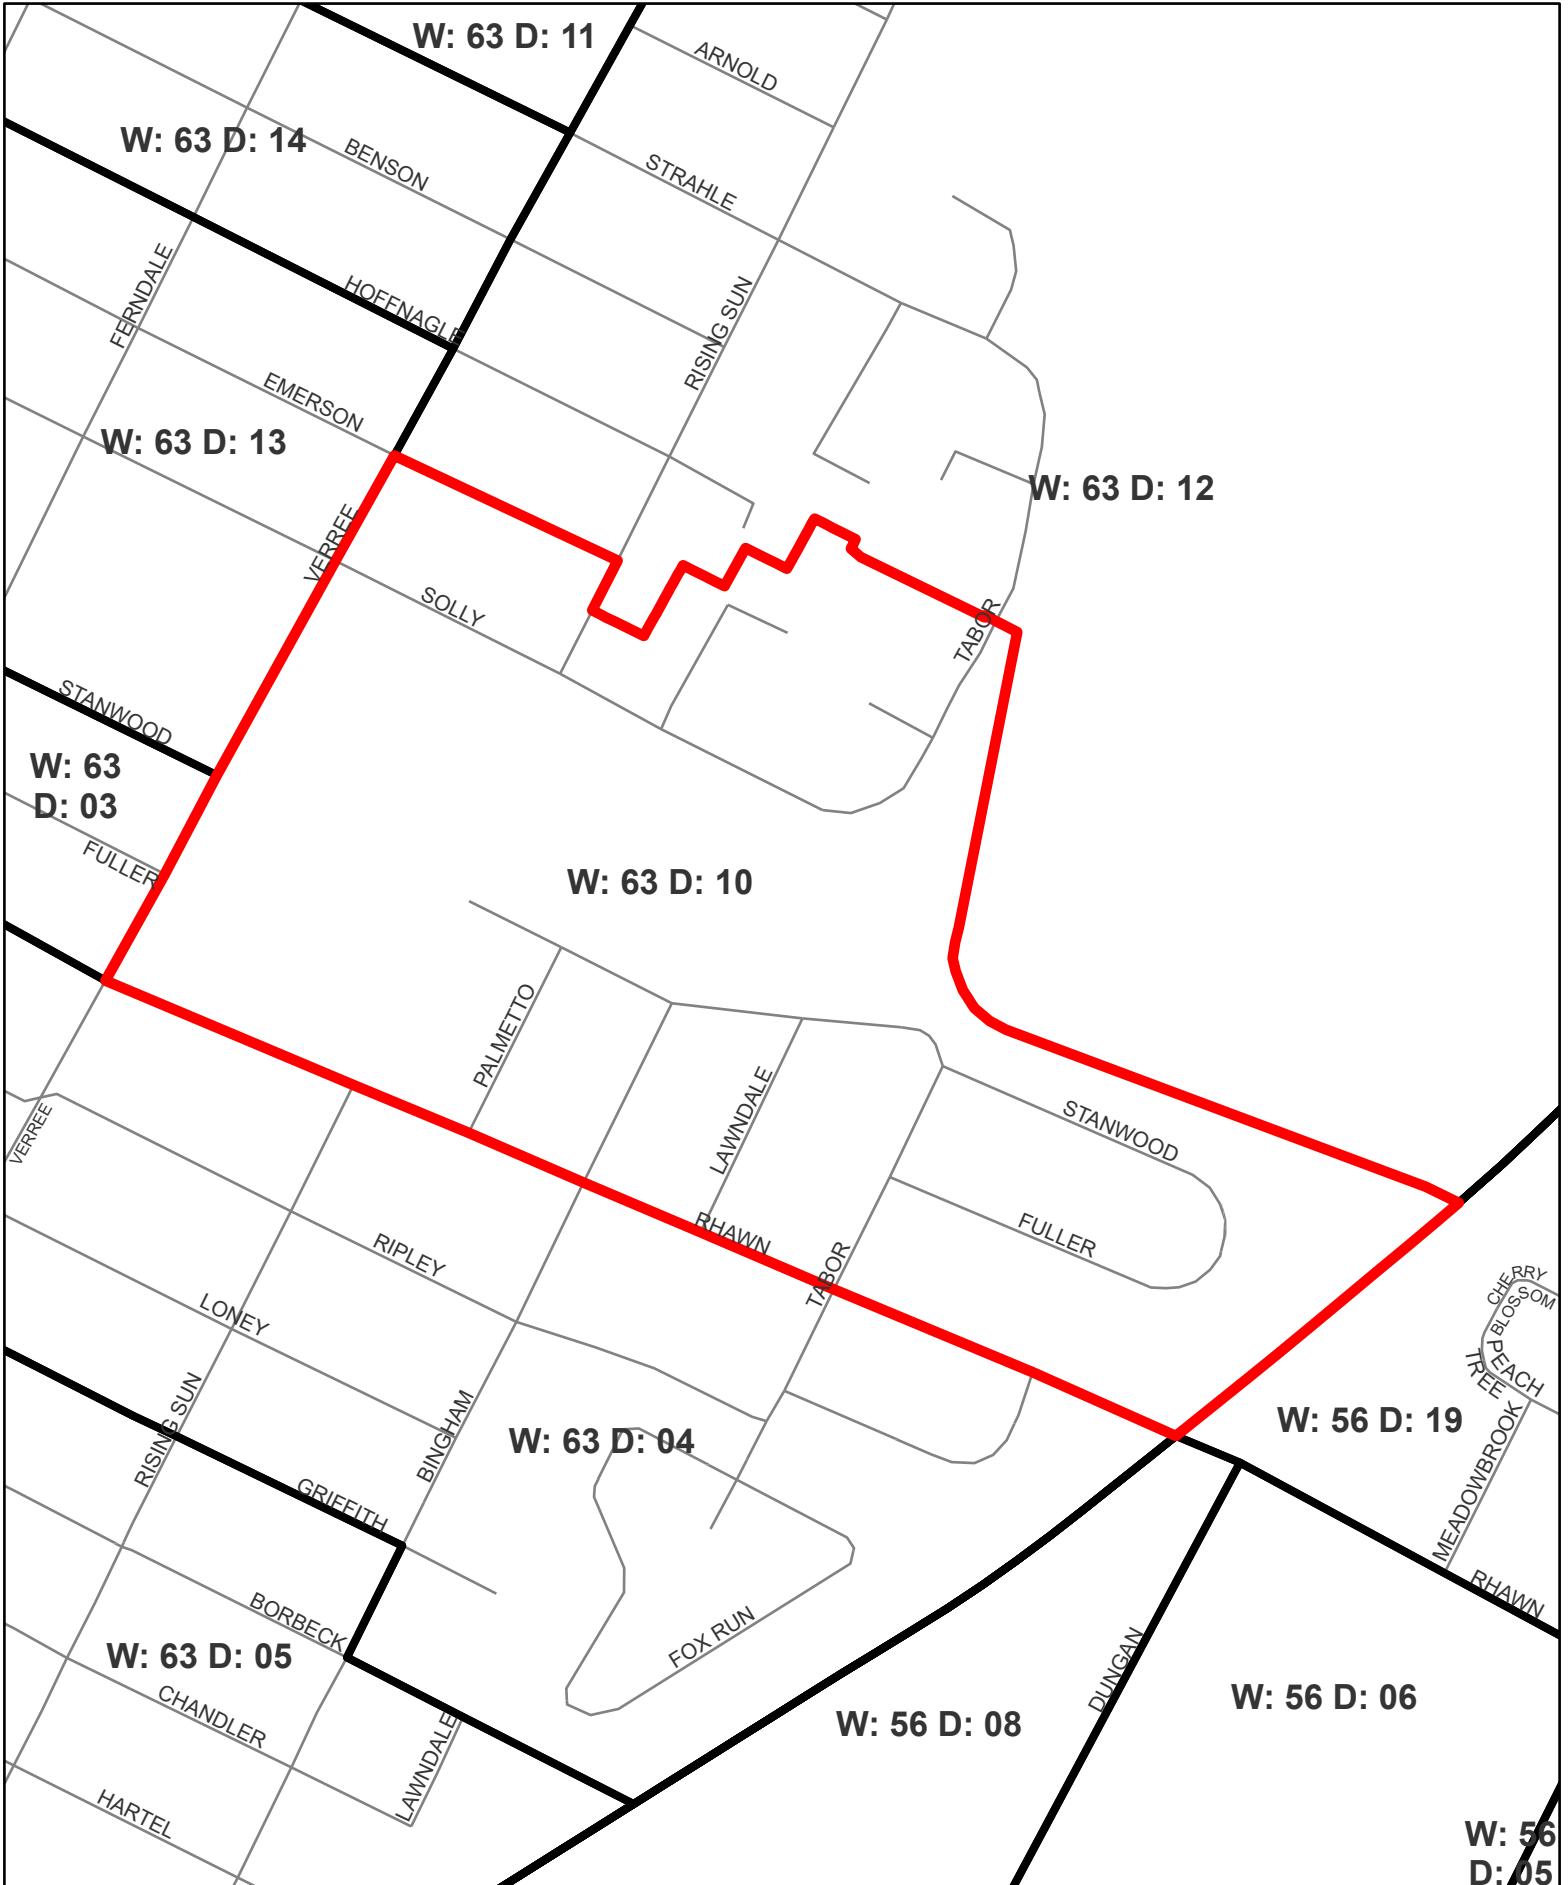 W: 63 D: 11
ARNOLD
W: 63 D: 14
BENSON
STRAHLE
FERNDALE
HOFFNAGLE
RISING SUN
EMERSON
W: 63 D: 13
W: 63 D: 12
VERREE
SOLLY
TABOR
STANWOOD
W: 63
D: 03
FULLER
W: 63 D: 10
PALMETTO
LAWNDALE
STANWOOD
VERREE
RHAWN
FULLER
RIPLEY
TABOR
LONEY
CHERRY
BLOSSOM
PEACH
TREE
RISING SUN
BINGHAM
W: 63 D: 04
W: 56 D: 19
MEADOWBROOK
GRIFFITH
RHAWN
BORBECK
FOX RUN
W: 63 D: 05
DUNGAN
CHANDLER
LAWNDALE
W: 56 D: 08
W: 56 D: 06
HARTEL
W: 56
D: 05